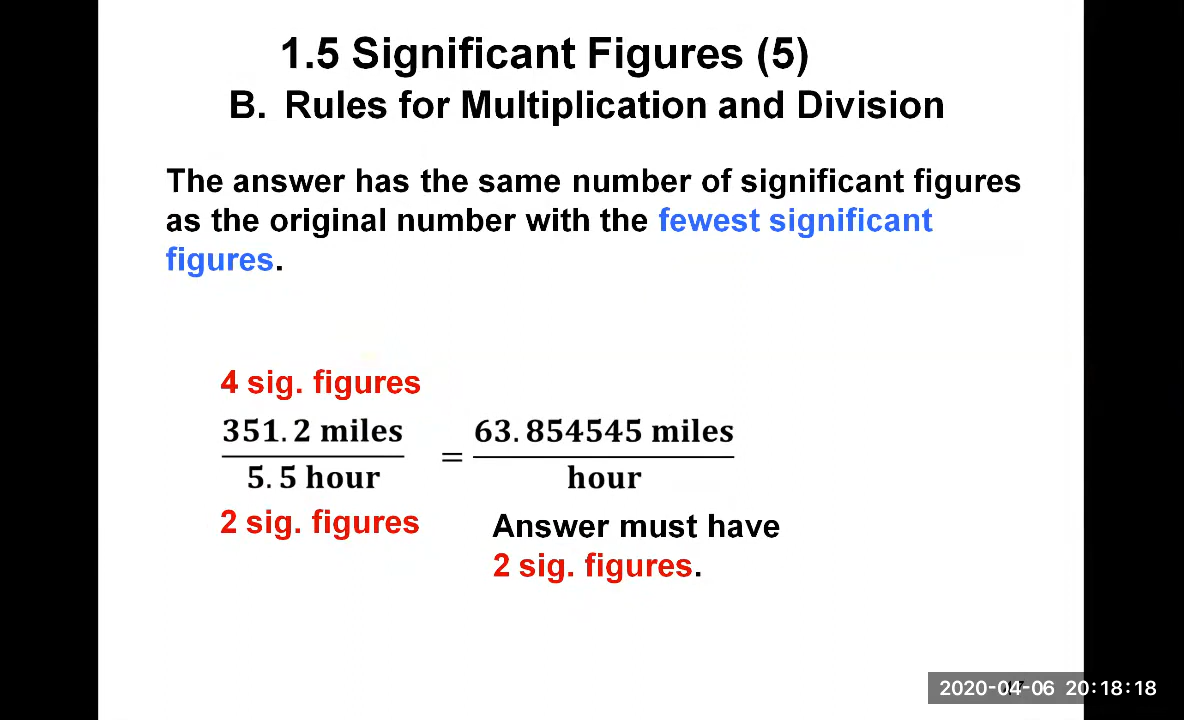 1.5 Significant Figures (5)
B. Rules for Multiplication and Division
The answer has the same number of significant figures
as the original number with the fewest significant
figures.
4 sig. figures
351.2 miles
5.5 hour
=
63.854545 miles
hour
2 sig. figures
Answer must have
2 sig. figures.
2020-04-06 20:18:18